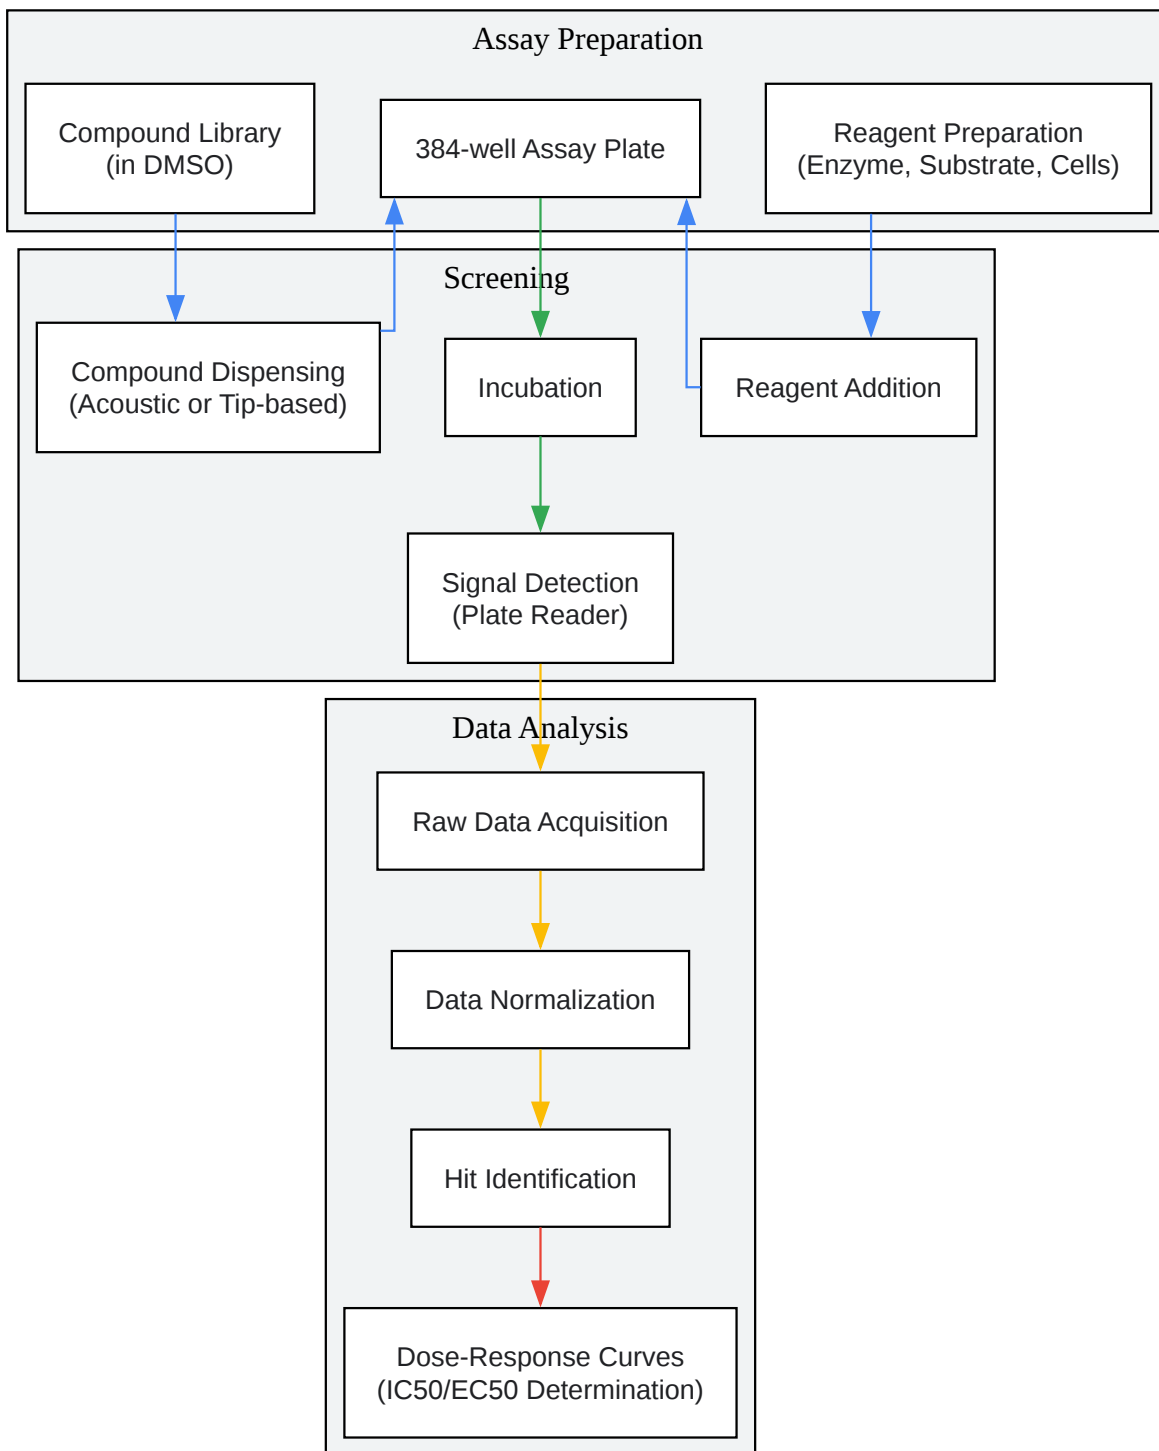 Assay Preparation
Compound Library
(in DMSO)
384-well Assay Plate
Reagent Preparation
(Enzyme, Substrate, Cells)
Screening
Compound Dispensing
(Acoustic or Tip-based)
Incubation
Reagent Addition
Signal Detection
(Plate Reader)
Data Analysis
Raw Data Acquisition
Data Normalization
Hit Identification
Dose-Response Curves
(IC50/EC50 Determination)